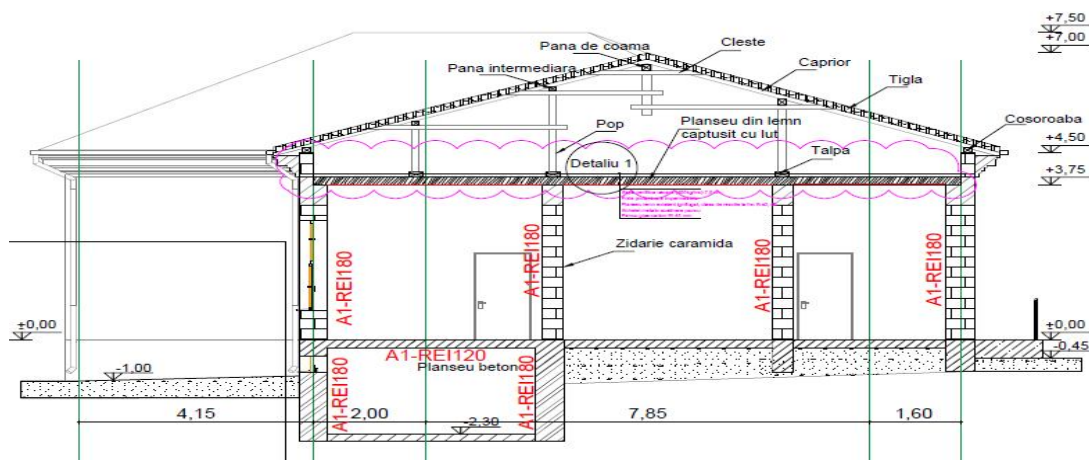 +7,50
+7,00
Pana de coama
Cleste
Pana intermediara
Caprior
Tigla
Planseu din lemn
captusit cu lut
Pop
Cosoroaba
+4,50
Detaliu 1
Talpa
+3,75
Zidarie caramida
A1-REI180
A1-REI180
A1-REI180
A1-REI180
±0,00
±0,00
-0,45
A1-REI120
Planseu beton
-1,00
A1-REI180
A1-REI180
4,15
2,00
-2,30
7,85
1,60